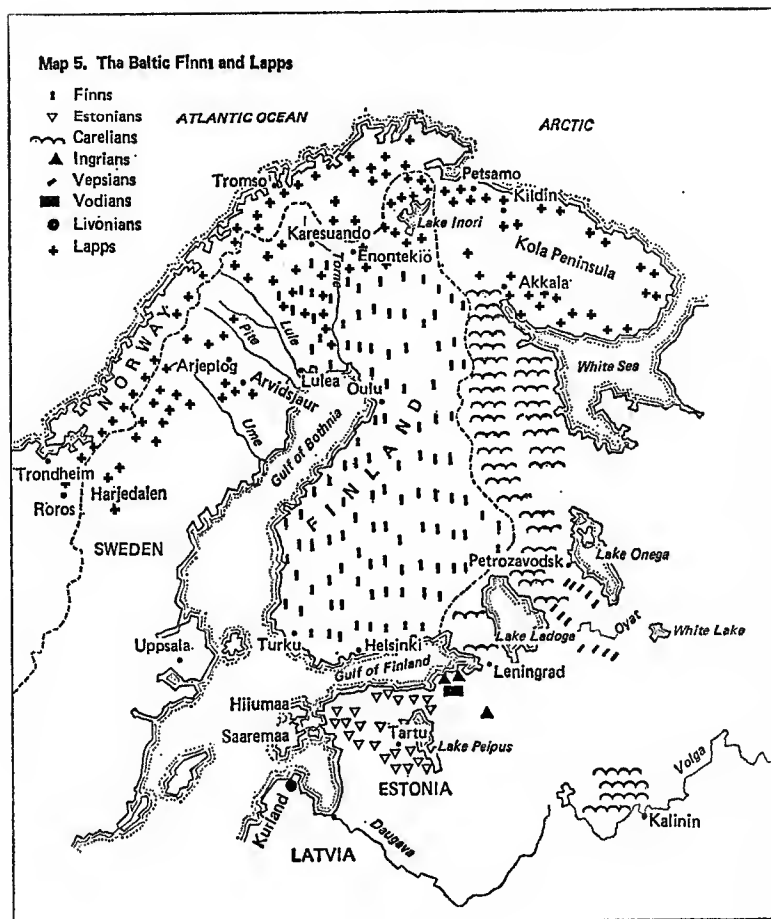 Map 5. The Baltic Finns and Lapps
Finns
Estonians
Carelians
Ingrians
Vepsians
Vodians
Livonians
Lapps
ATLANTIC OCEAN
ARCTIC
Tromso
Petsamo
Kildin
Lake Inori
Karesuando
Enontekiö
Kola Peninsula
Akkala
Torne
Lule
Pite
NORWAY
Arjeplog
Arvidsjaur
Lulea
Oulu
White Sea
Ume
Gulf of Bothnia
FINLAND
Trondheim
Roros
Harjedalen
SWEDEN
Petrozavodsk
Lake Onega
Oyat
White Lake
Lake Ladoga
Uppsala
Turku
Helsinki
Gulf of Finland
Leningrad
Hiiumaa
Saaremaa
Tartu
Lake Peipus
ESTONIA
Kurland
Volga
Kalinin
Daugava
LATVIA